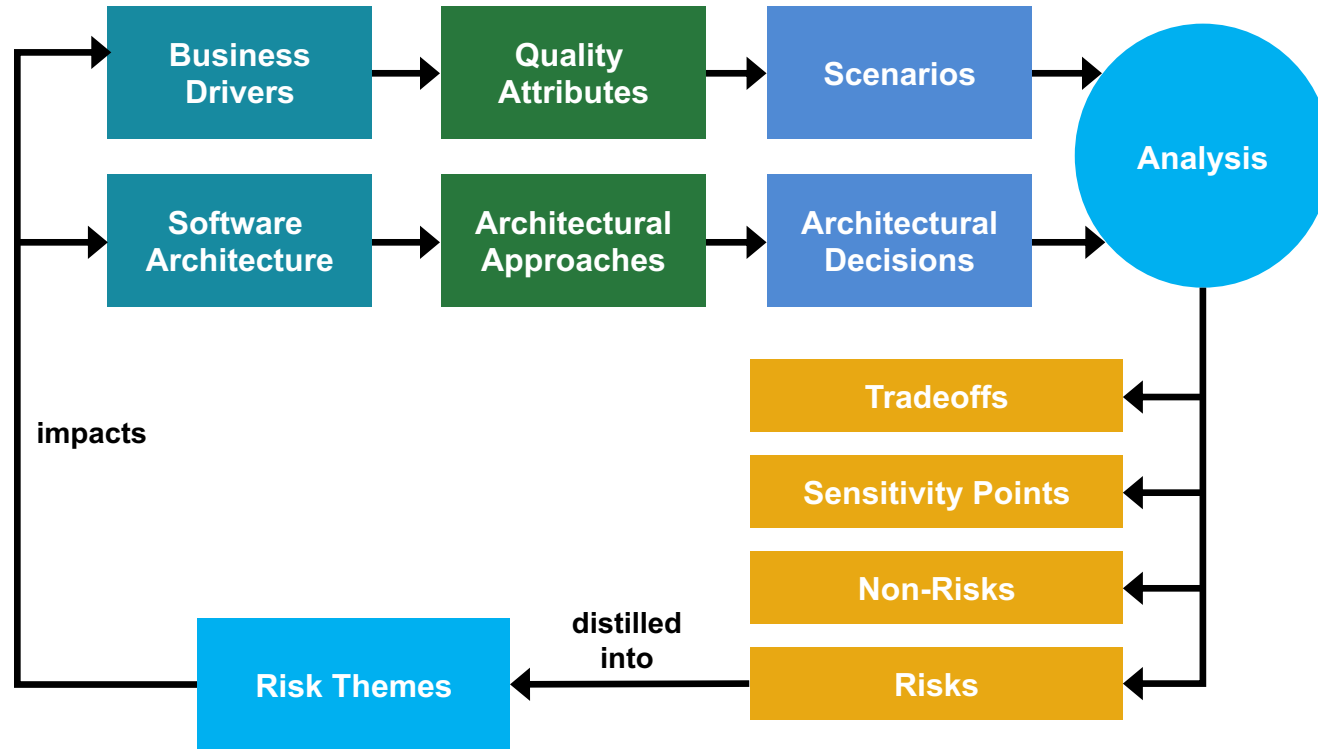 Business
Drivers
Quality
Attributes
Scenarios
Analysis
Software
Architecture
Architectural
Approaches
Architectural
Decisions
Tradeoffs
impacts
Sensitivity Points
Non-Risks
distilled
into
Risk Themes
Risks